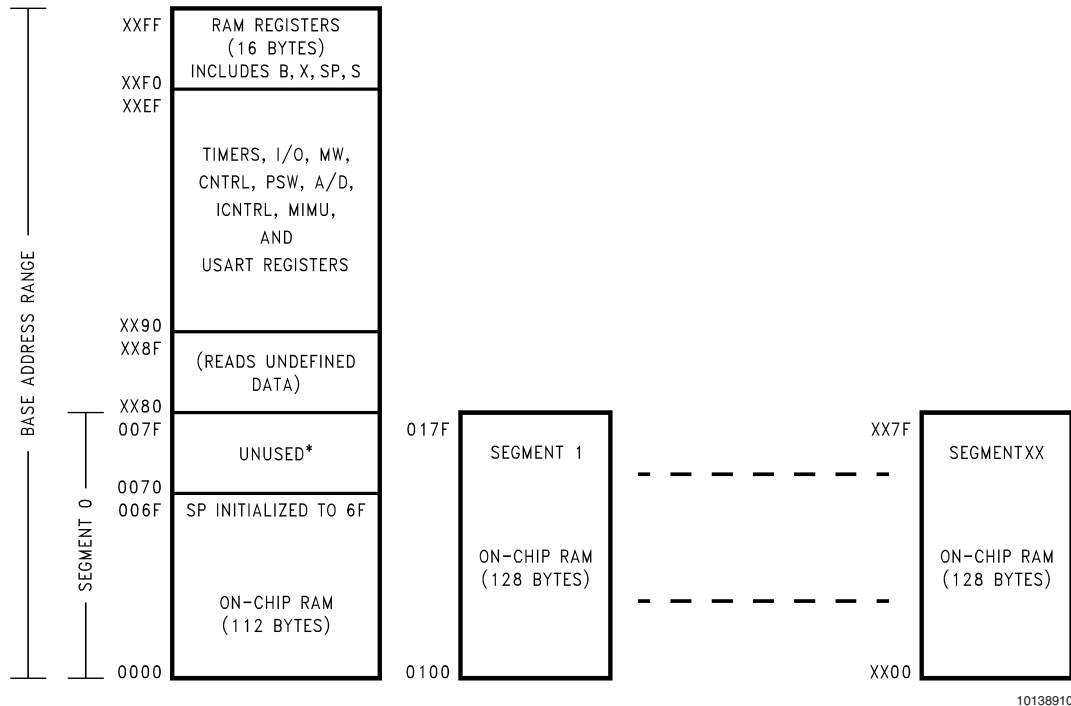 BASE ADDRESS RANGE
SEGMENT 0
XXFF
RAM REGISTERS
(16 BYTES)
INCLUDES B, X, SP, S
XXF0
XXEF
TIMERS, I/O, MW,
CNTRL, PSW, A/D,
ICNTRL, MIMU,
AND
USART REGISTERS
XX90
XX8F
(READS UNDEFINED
DATA)
XX80
007F
UNUSED*
0070
006F
SP INITIALIZED TO 6F
ON-CHIP RAM
(112 BYTES)
0000
017F
SEGMENT 1
ON-CHIP RAM
(128 BYTES)
0100
XX7F
SEGMENTXX
ON-CHIP RAM
(128 BYTES)
XX00
10138910